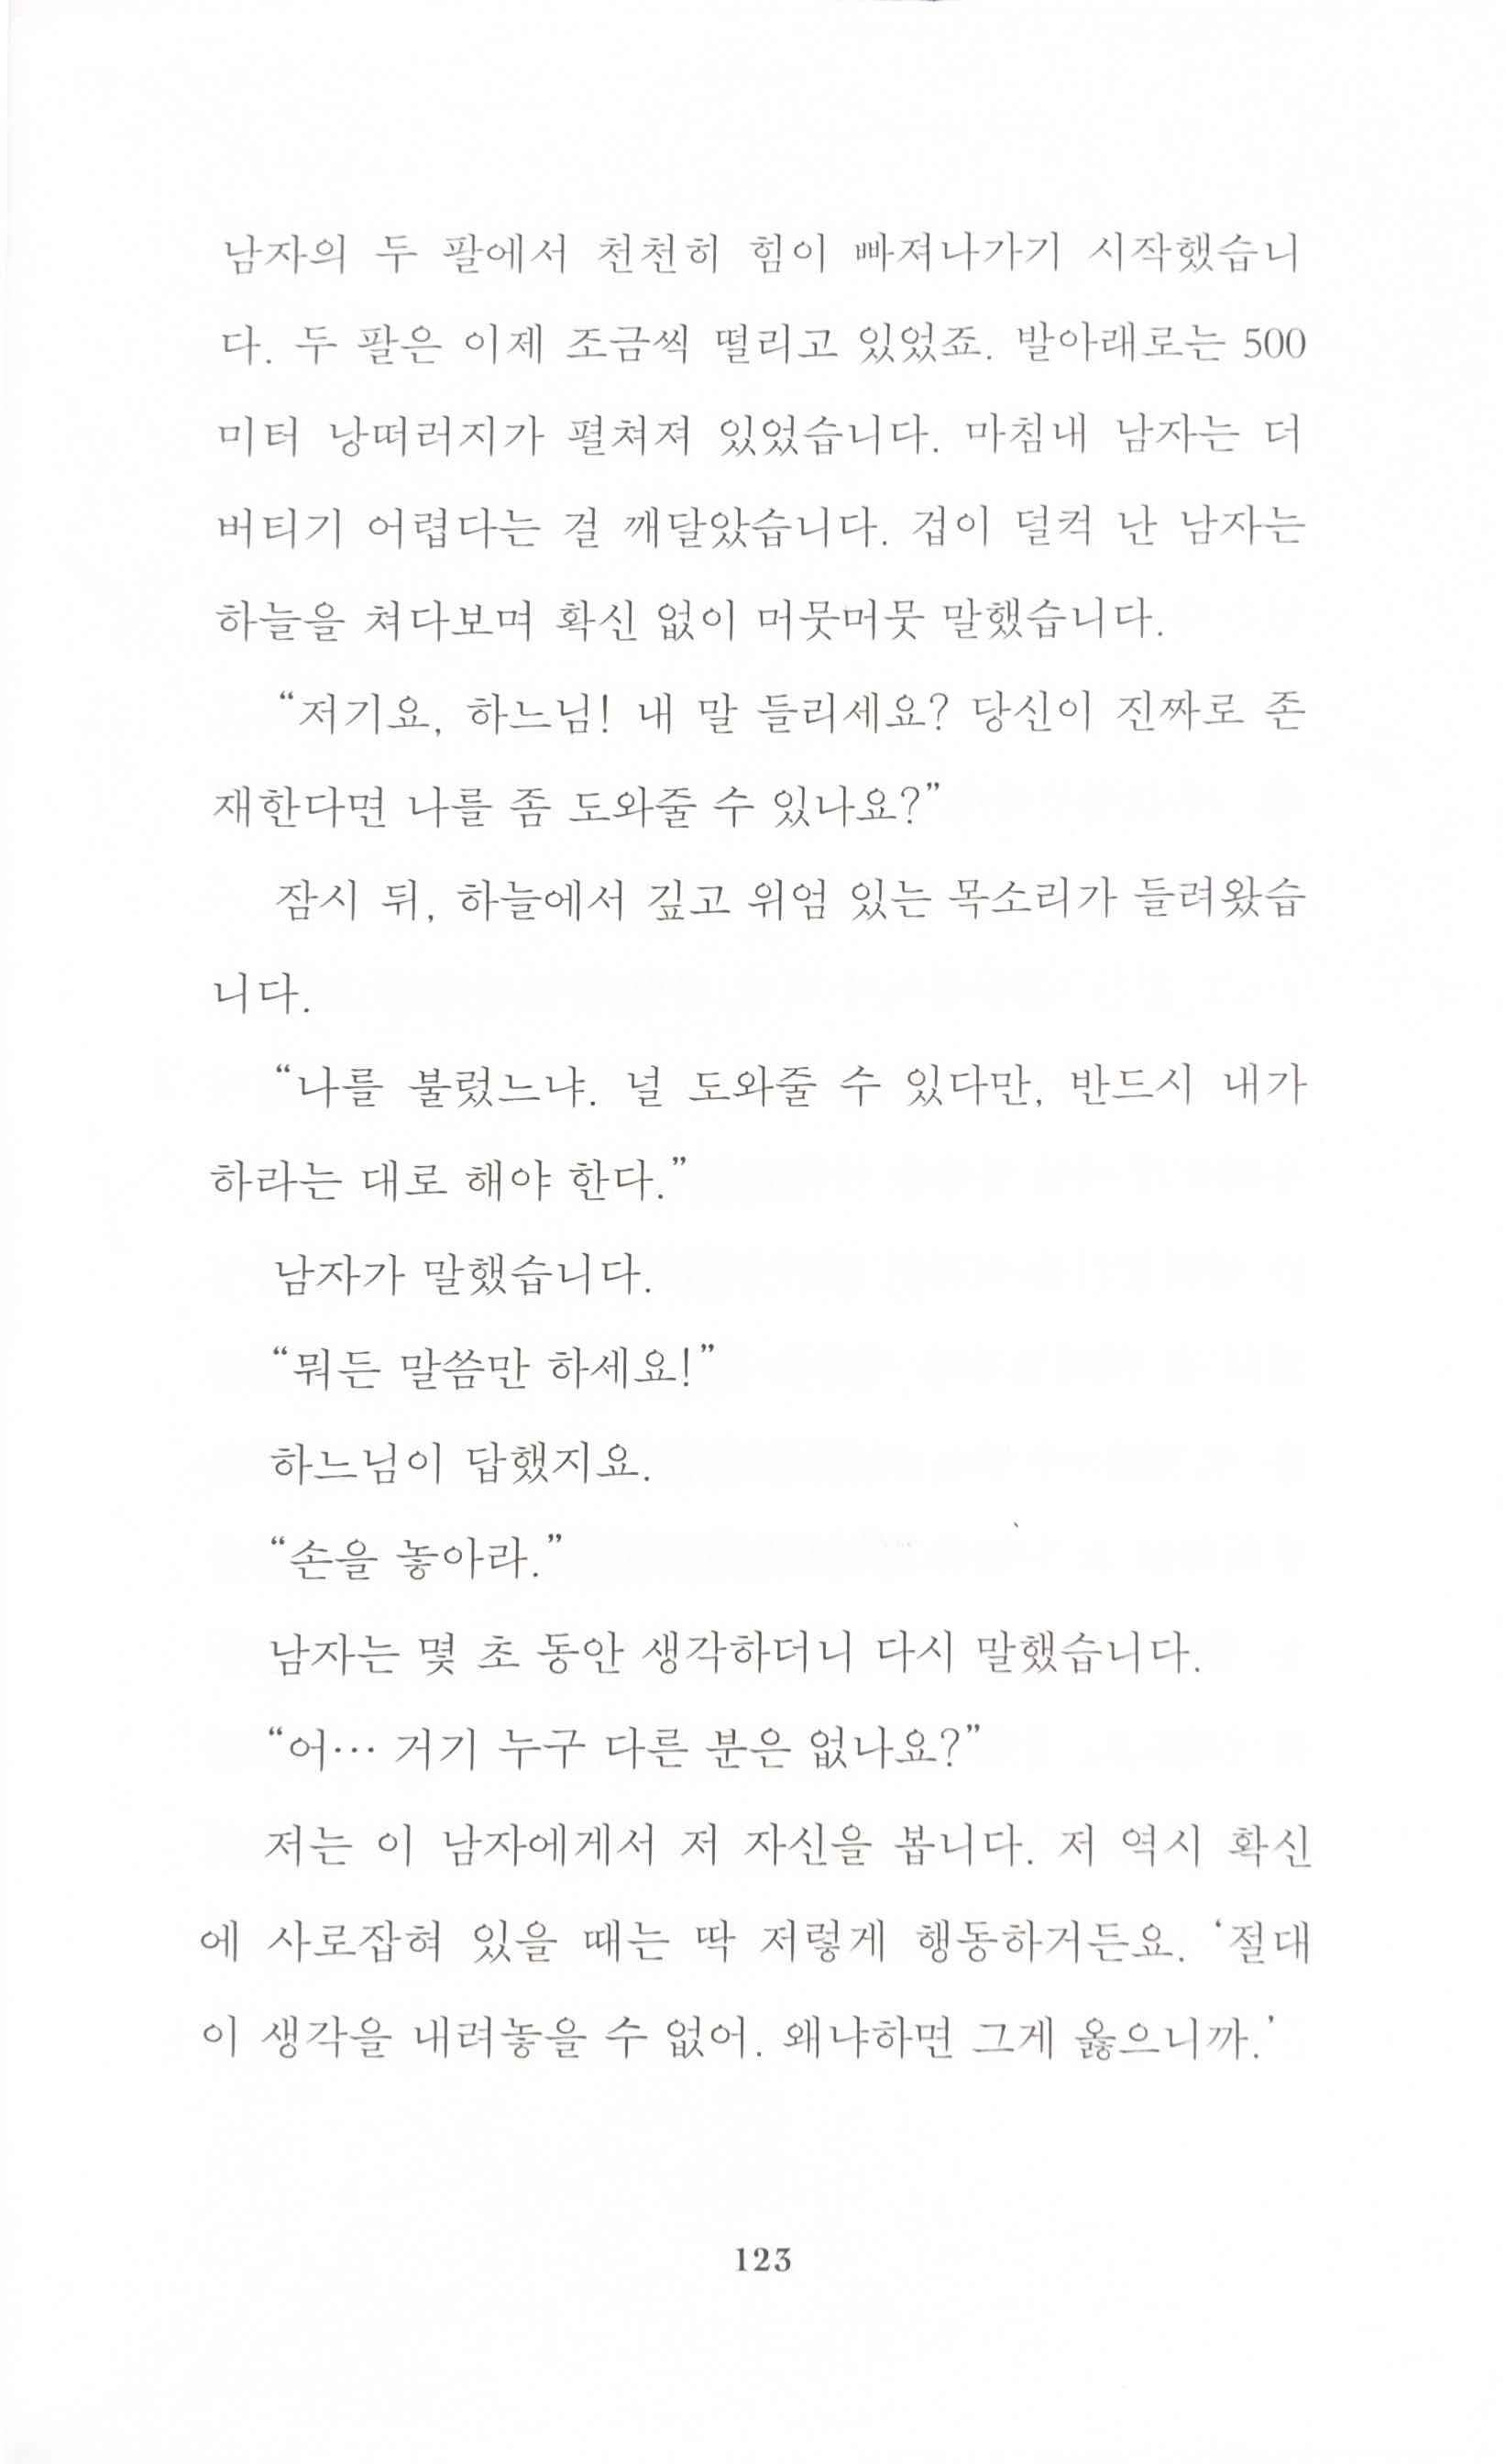 남자의 두 팔에서 천천히 힘이 빠져나가기 시작했습니
다. 두 팔은 이제 조금씩 떨리고 있었죠. 발아래로는 500
미터 낭떠러지가 펼쳐져 있었습니다. 마침내 남자는 더
버티기 어렵다는 걸 깨달았습니다. 겁이 덜컥 난 남자는
하늘을 쳐다보며 확신 없이 머뭇머뭇 말했습니다.
“저기요, 하느님! 내 말 들리세요? 당신이 진짜로 존
재한다면 나를 좀 도와줄 수 있나요?”
잠시 뒤, 하늘에서 깊고 위엄 있는 목소리가 들려왔습
니다.
“나를 불렀느냐. 널 도와줄 수 있다만, 반드시 내가
하라는 대로 해야 한다.”
남자가 말했습니다.
“뭐든 말씀만 하세요!”
하느님이 답했지요.
“손을 놓아라.”
남자는 몇 초 동안 생각하더니 다시 말했습니다.
“어… 거기 누구 다른 분은 없나요?”
저는 이 남자에게서 저 자신을 봅니다. 저 역시 확신
에 사로잡혀 있을 때는 딱 저렇게 행동하거든요. ‘절대
이 생각을 내려놓을 수 없어. 왜냐하면 그게 옳으니까.’
123